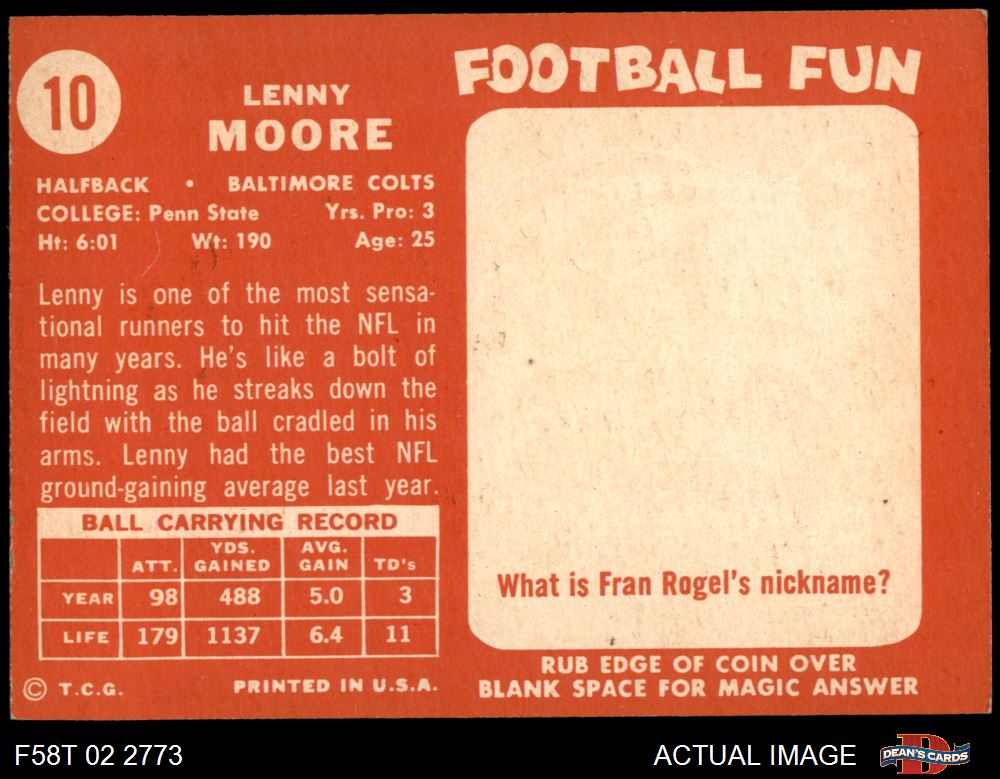 10
LENNY
MOORE
HALFBACK • BALTIMORE COLTS
COLLEGE: Penn State Yrs. Pro: 3
Ht: 6:01 Wt: 190 Age: 25
Lenny is one of the most sensa-
tional runners to hit the NFL in
many years. He's like a bolt of
lightning as he streaks down the
field with the ball cradled in his
arms. Lenny had the best NFL
ground-gaining average last year.
BALL CARRYING RECORD
ATT. YDS. GAINED AVG. GAIN TD's
YEAR 98 488 5.0 3
LIFE 179 1137 6.4 11
© T.C.G. PRINTED IN U.S.A.
FOOTBALL FUN
What is Fran Rogel's nickname?
RUB EDGE OF COIN OVER
BLANK SPACE FOR MAGIC ANSWER
F58T 02 2773 ACTUAL IMAGE DEAN'S CARDS